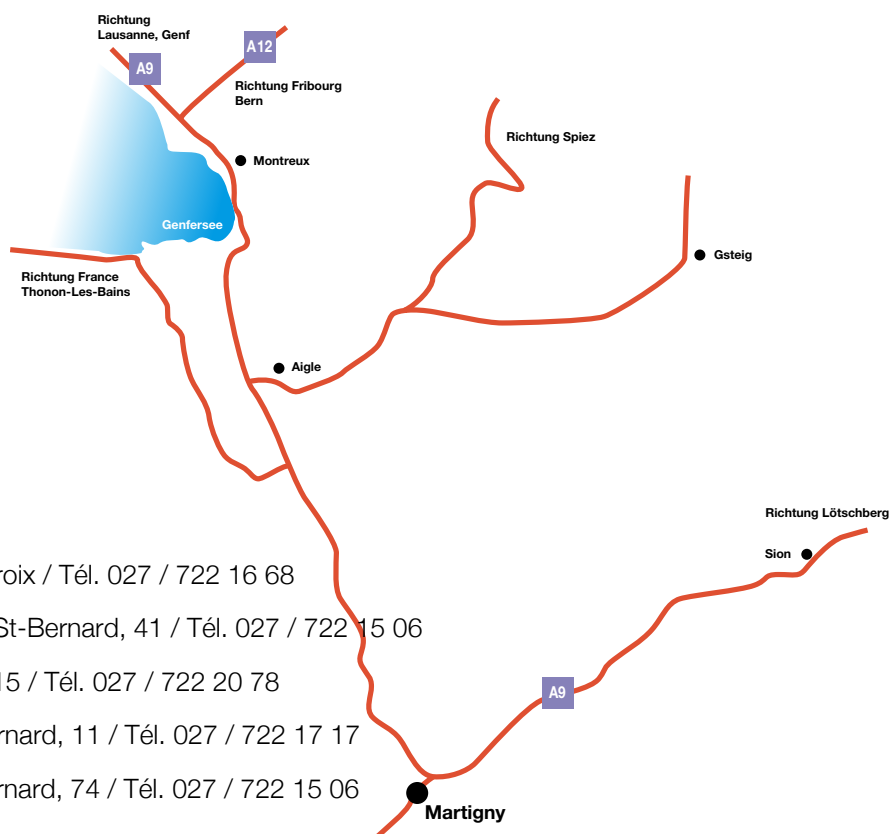 Richtung
Lausanne, Genf
A12
A9
Richtung Fribourg
Bern
Richtung Spiez
Montreux
Genfersee
Gsteig
Richtung France
Thonon-Les-Bains
Aigle
Richtung Lötschberg
Sion
roix / Tél. 027 / 722 16 68
St-Bernard, 41 / Tél. 027 / 722 15 06
15 / Tél. 027 / 722 20 78
A9
rnard, 11 / Tél. 027 / 722 17 17
rnard, 74 / Tél. 027 / 722 15 06
Martigny